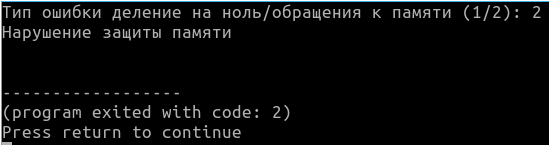 Тип ошибки деление на ноль/обращения к памяти (1/2): 2
Нарушение защиты памяти
------------------
(program exited with code: 2)
Press return to continue